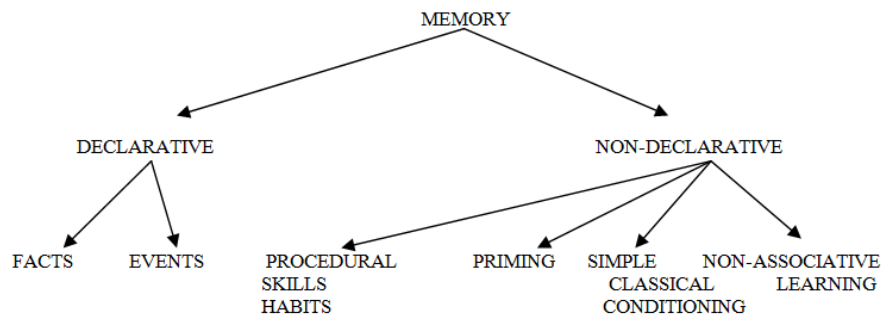 MEMORY
DECLARATIVE NON-DECLARATIVE
FACTS EVENTS PROCEDURAL PRIMING SIMPLE NON-ASSOCIATIVE
SKILLS CLASSICAL LEARNING
HABITS CONDITIONING